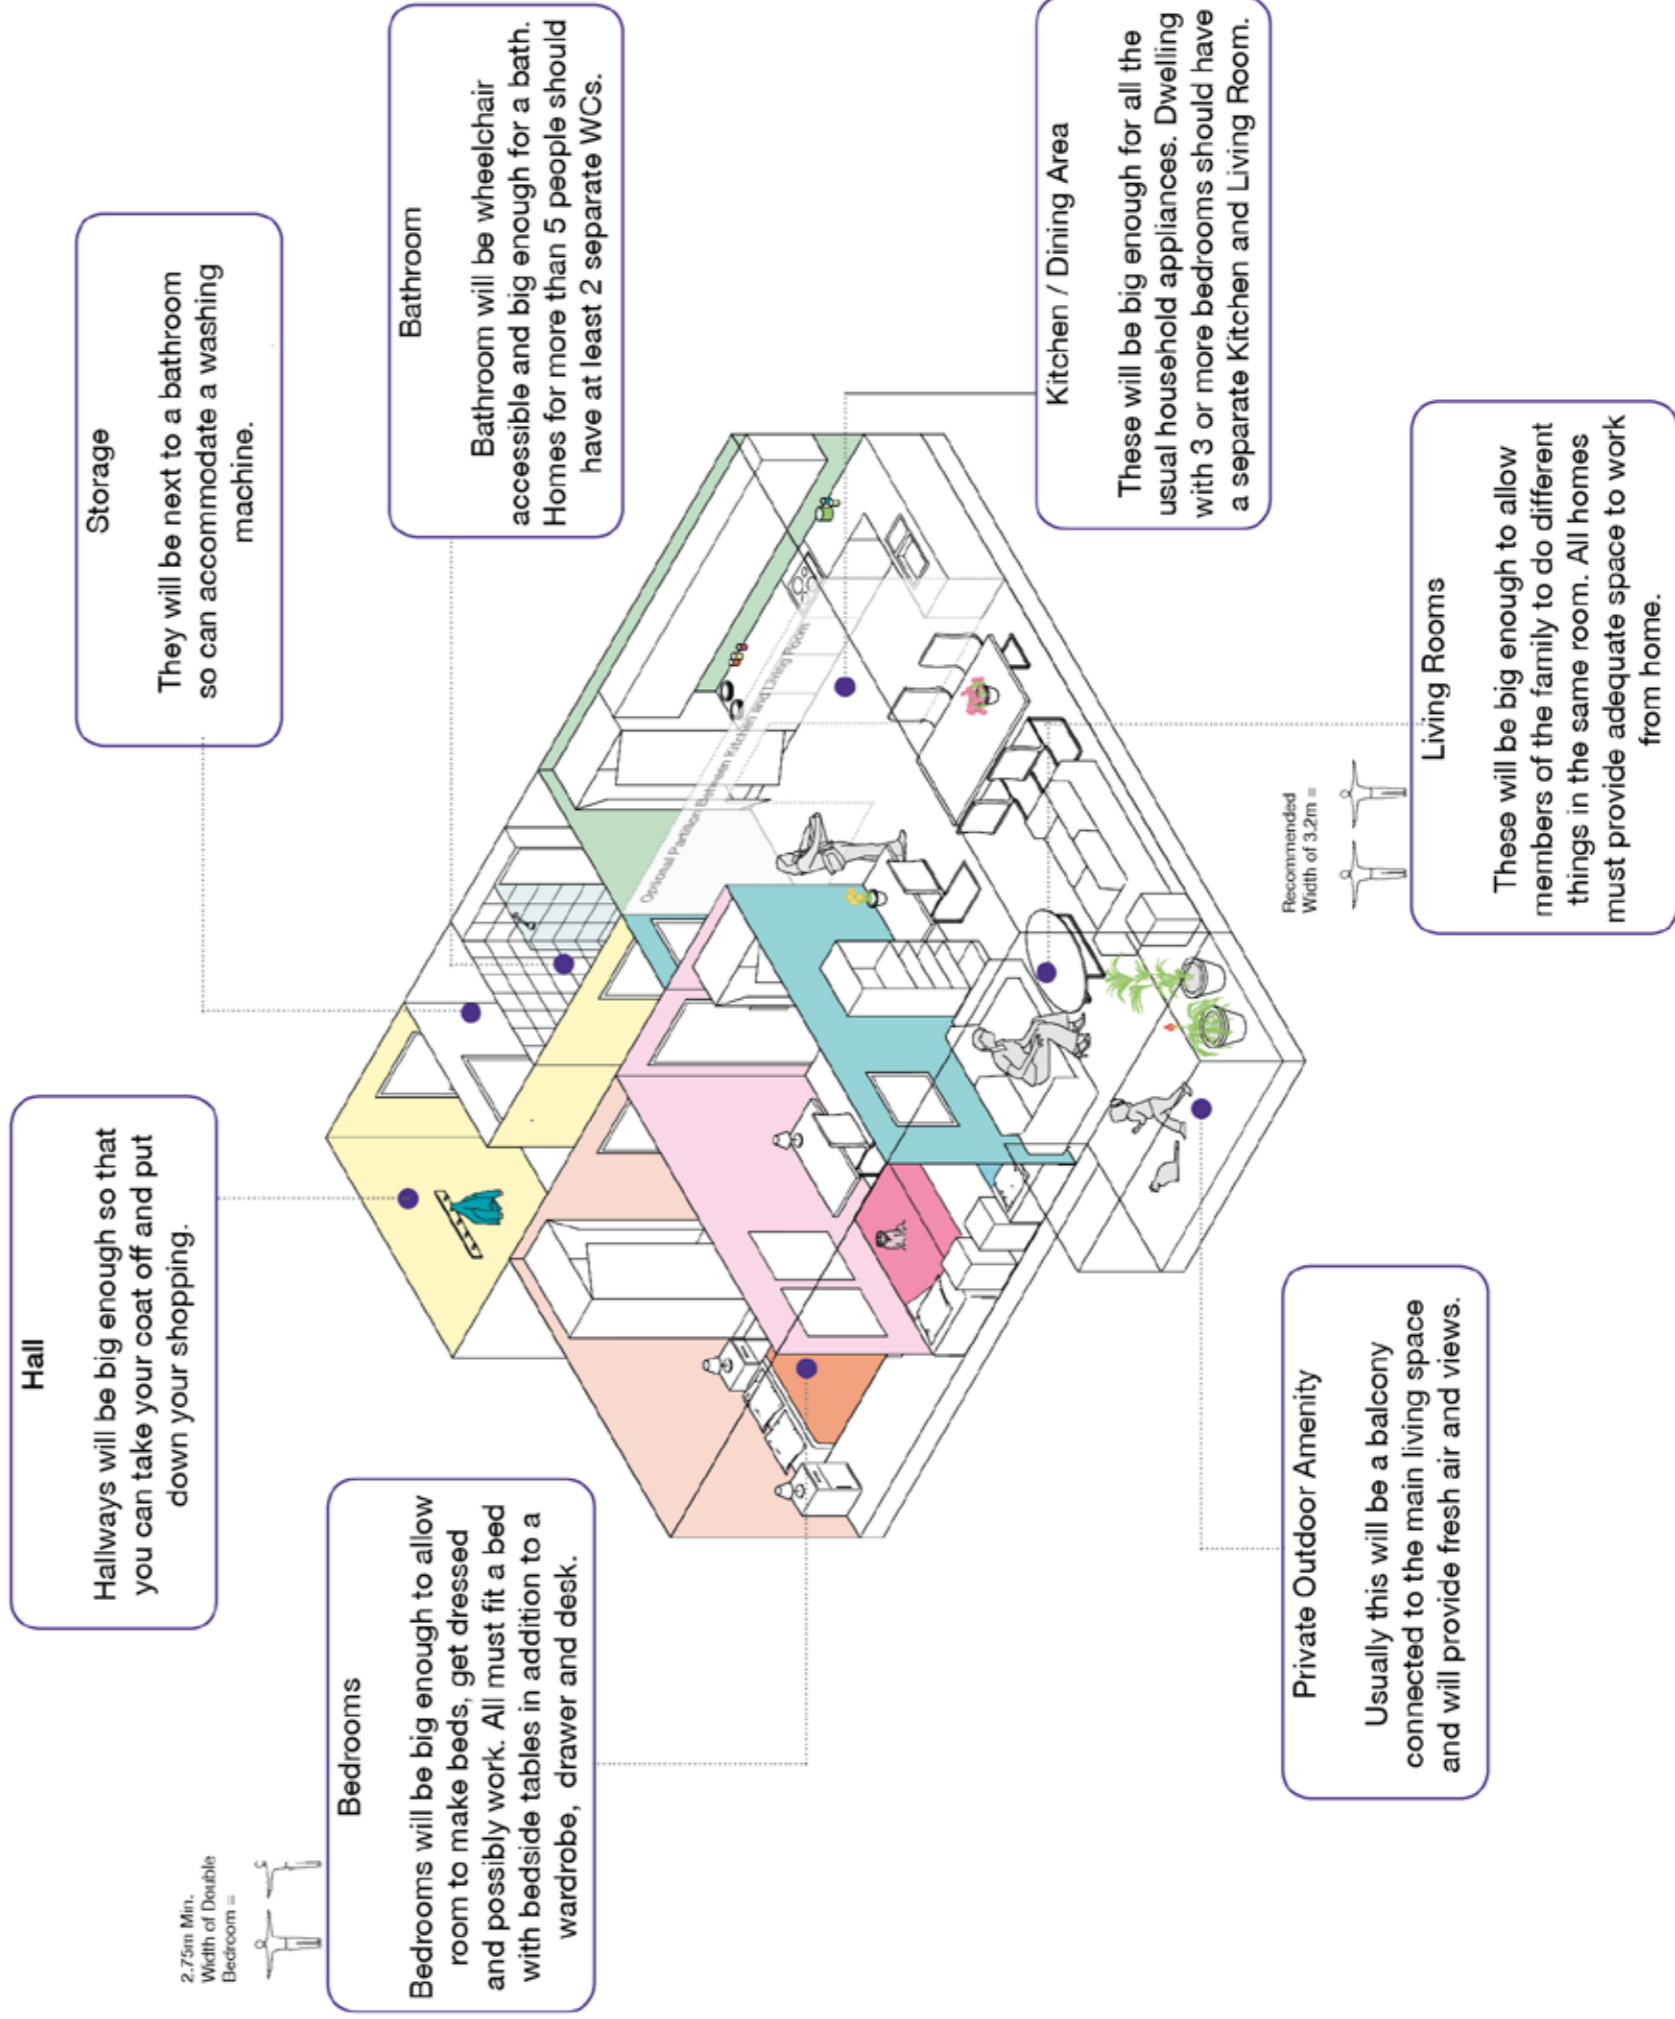 Hall
Hallways will be big enough so that
you can take your coat off and put
down your shopping.
Storage
They will be next to a bathroom
so can accommodate a washing
machine.
2.75m Min.
Width of Double
Bedroom =
Bedrooms
Bedrooms will be big enough to allow
room to make beds, get dressed
and possibly work. All must fit a bed
with bedside tables in addition to a
wardrobe, drawer and desk.
Bathroom
Bathroom will be wheelchair
accessible and big enough for a bath.
Homes for more than 5 people should
have at least 2 separate WCs.
Optional Partition Between Kitchen and Living Room
Kitchen / Dining Area
These will be big enough for all the
usual household appliances. Dwelling
with 3 or more bedrooms should have
a separate Kitchen and Living Room.
Private Outdoor Amenity
Usually this will be a balcony
connected to the main living space
and will provide fresh air and views.
Recommended
Width of 3.2m =
Living Rooms
These will be big enough to allow
members of the family to do different
things in the same room. All homes
must provide adequate space to work
from home.